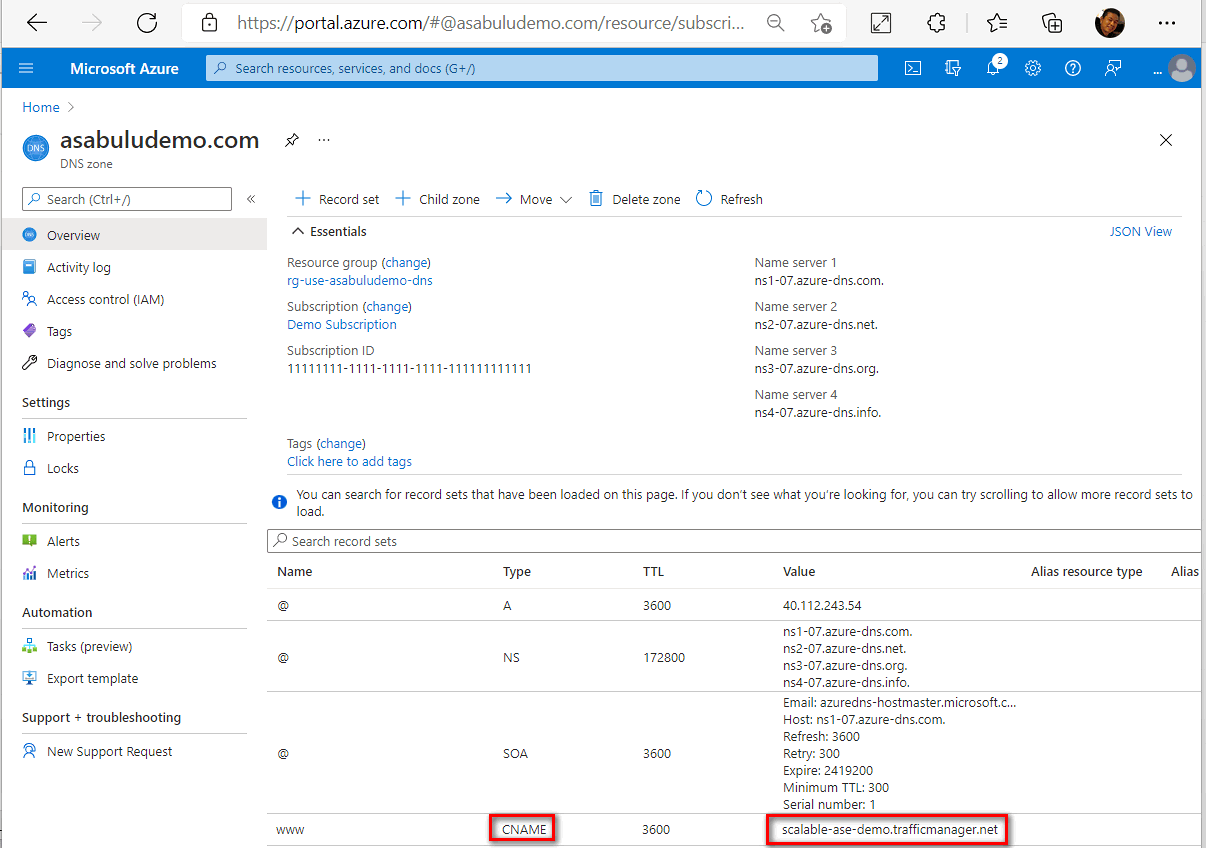 https://portal.azure.com/#@asabuludemo.com/resource/subscri...
Microsoft Azure
Search resources, services, and docs (G+/)
2
...
Home >
DNS
asabuludemo.com
...
DNS zone
Search (Ctrl+/)
«
+ Record set + Child zone → Move Delete zone Refresh
Overview
Activity log
Access control (IAM)
Tags
Diagnose and solve problems
Settings
Properties
Locks
Monitoring
Alerts
Metrics
Automation
Tasks (preview)
Export template
Support + troubleshooting
New Support Request
Essentials
JSON View
Resource group (change)
rg-use-asabuludemo-dns
Subscription (change)
Demo Subscription
Subscription ID
11111111-1111-1111-1111-111111111111
Name server 1
ns1-07.azure-dns.com.
Name server 2
ns2-07.azure-dns.net.
Name server 3
ns3-07.azure-dns.org.
Name server 4
ns4-07.azure-dns.info.
Tags (change)
Click here to add tags
You can search for record sets that have been loaded on this page. If you don't see what you're looking for, you can try scrolling to allow more record sets to
load.
Search record sets
Name Type TTL Value Alias resource type Alias
@ A 3600 40.112.243.54
@ NS 172800
ns1-07.azure-dns.com.
ns2-07.azure-dns.net.
ns3-07.azure-dns.org.
ns4-07.azure-dns.info.
@ SOA 3600
Email: azuredns-hostmaster.microsoft.c...
Host: ns1-07.azure-dns.com.
Refresh: 3600
Retry: 300
Expire: 2419200
Minimum TTL: 300
Serial number: 1
www CNAME 3600 scalable-ase-demo.trafficmanager.net